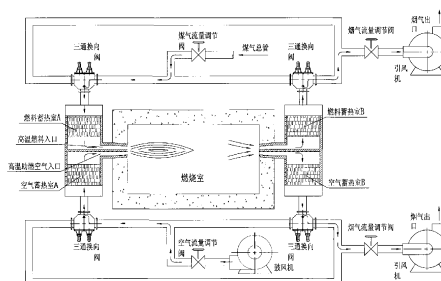 煤气流量调节
阀
烟气流量调节阀
烟气出
口
三通换向
阀
煤气总管
三通换向
阀
引风
机
燃料蓄热室A
高温燃料入口
高温助燃空气入口
空气蓄热室A
燃烧室
燃料蓄热室B
空气蓄热室B
三通换向
阀
空气流量调节
阀
鼓风机
三通换向
阀
烟气流量调节阀
烟气出
口
引风
机